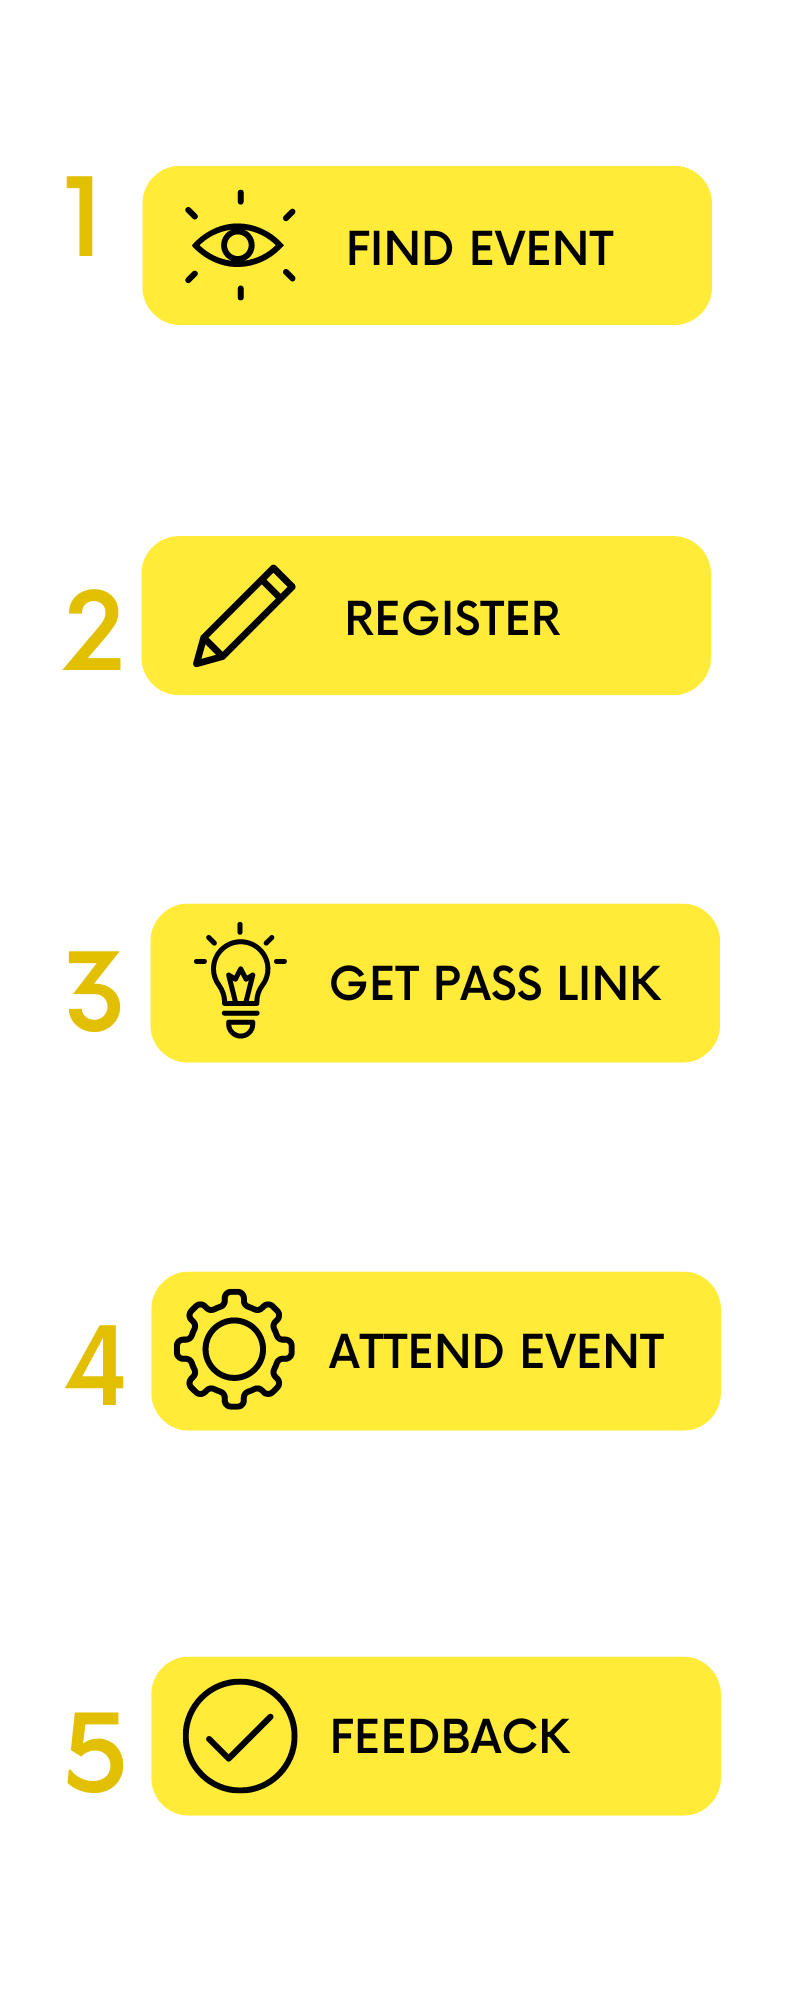 1 FIND EVENT
2 REGISTER
3 GET PASS LINK
4 ATTEND EVENT
5 FEEDBACK